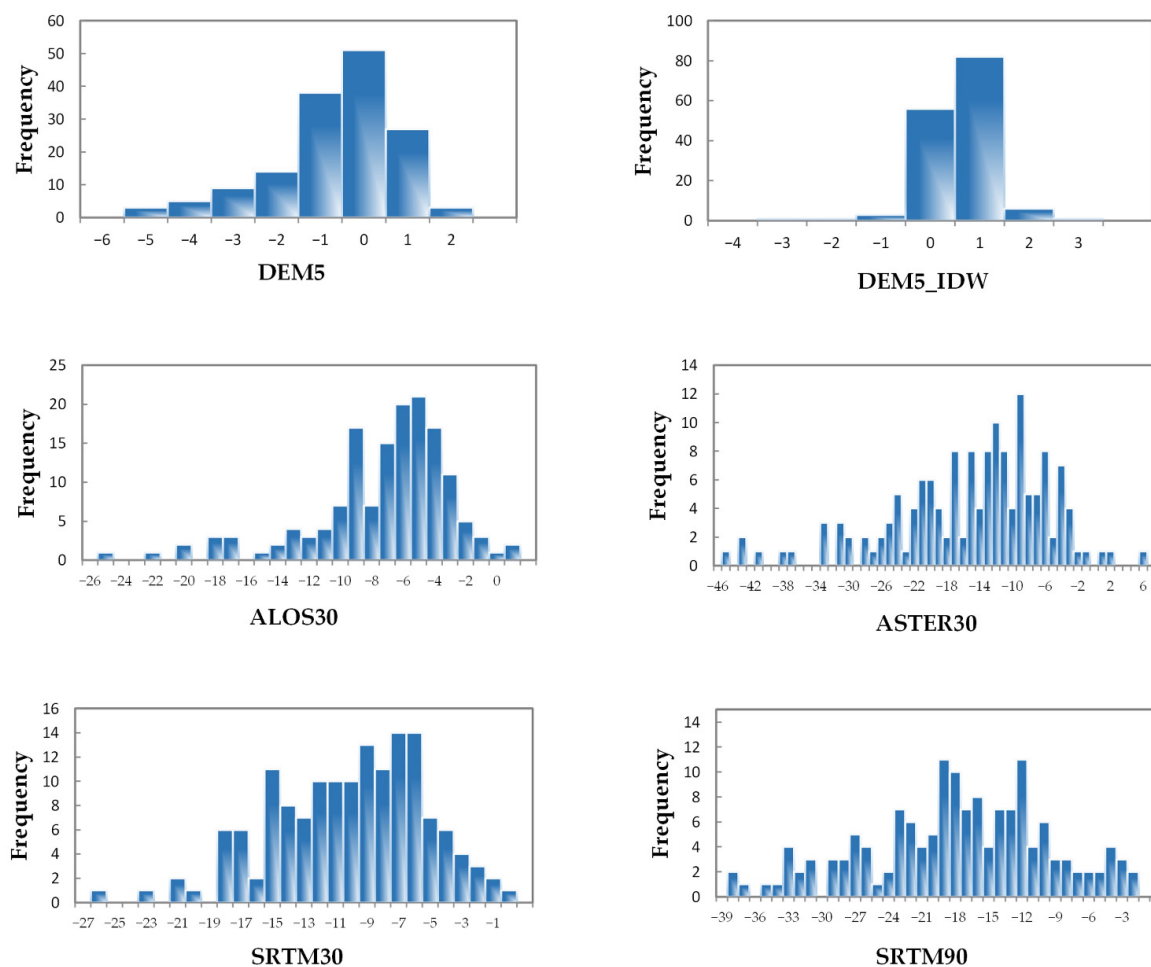 Frequency
60
50
40
30
20
10
0
−6 −5 −4 −3 −2 −1 0 1 2
DEM5
Frequency
100
80
60
40
20
0
−4 −3 −2 −1 0 1 2 3
DEM5_IDW
Frequency
25
20
15
10
5
0
−26 −24 −22 −20 −18 −16 −14 −12 −10 −8 −6 −4 −2 0
ALOS30
Frequency
14
12
10
8
6
4
2
0
−46 −42 −38 −34 −30 −26 −22 −18 −14 −10 −6 −2 2 6
ASTER30
Frequency
16
14
12
10
8
6
4
2
0
−27 −25 −23 −21 −19 −17 −15 −13 −11 −9 −7 −5 −3 −1
SRTM30
Frequency
14
12
10
8
6
4
2
0
−39 −36 −33 −30 −27 −24 −21 −18 −15 −12 −9 −6 −3
SRTM90